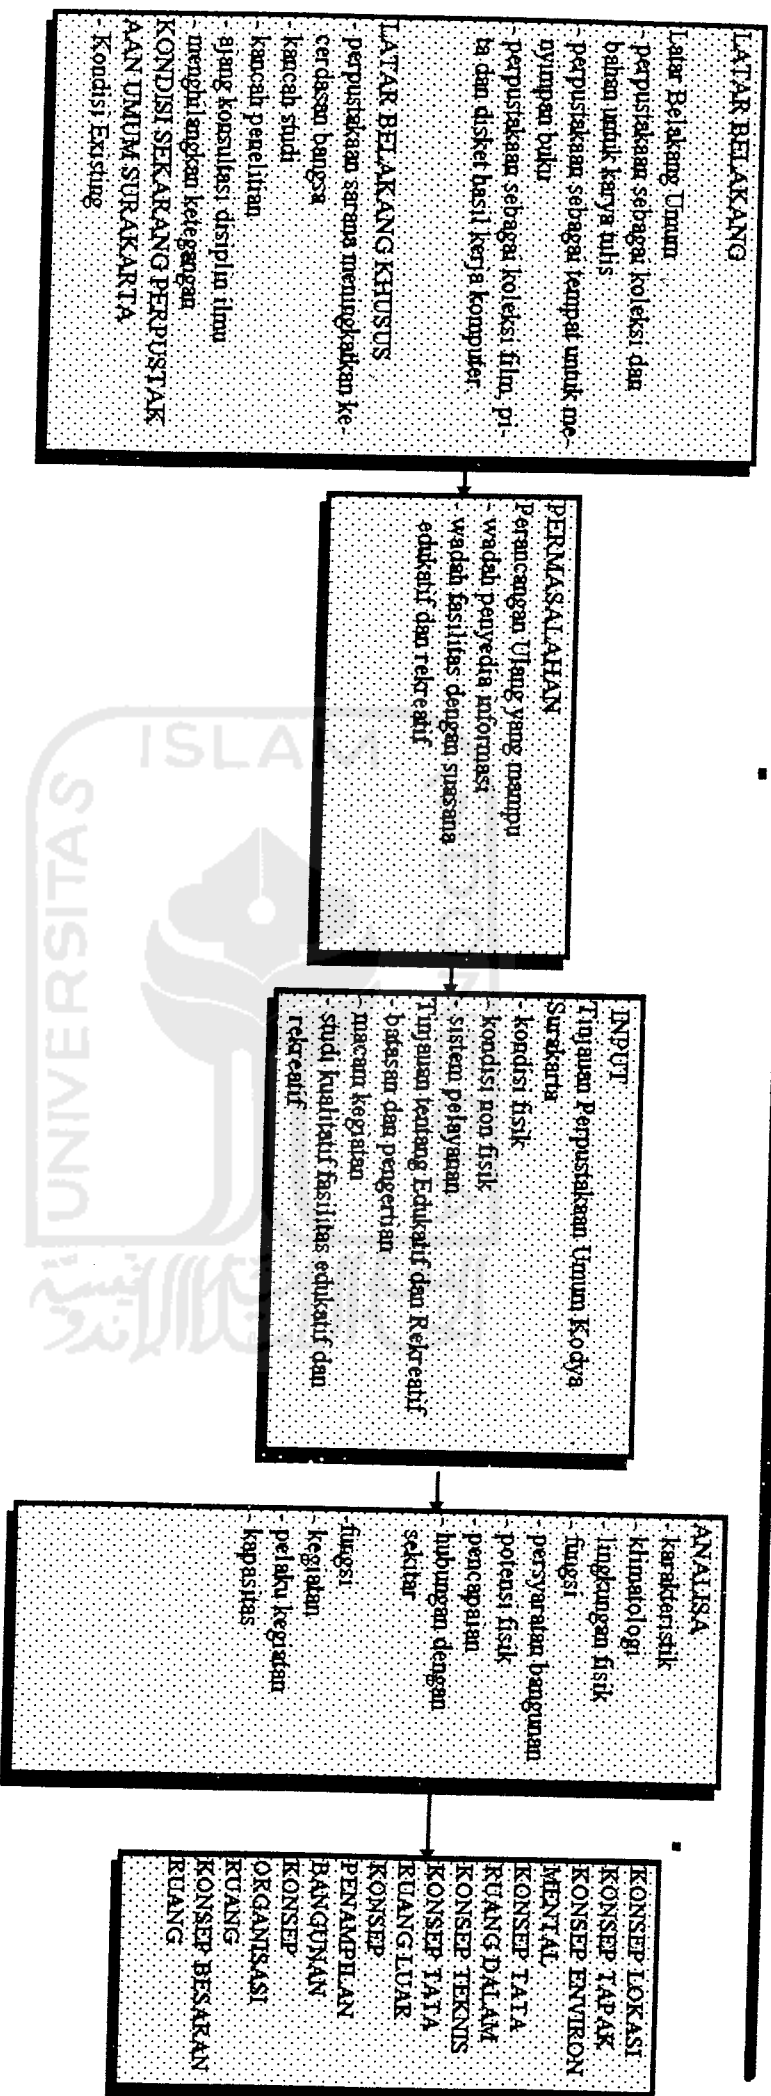 LATAR BELAKANG
Latar Belakang Umum
- perpustakaan sebagai koleksi dan
bahan untuk karya tulis
- perpustakaan sebagai tempat untuk me-
nyimpan buku
- perpustakaan sebagai koleksi film, pi-
ta dan disket hasil kerja komputer
LATAR BELAKANG KHUSUS
- perpustakaan sarana meningkatkan ke-
cerdasan bangsa
- kancah studi
- kancah penelitian
- ajang konsultasi disiplin ilmu
- menghilangkan ketegangan
KONDISI SEKARANG PERPUSTAK
AAN UMUM SURAKARTA
- Kondisi Existing
PERMASALAHAN
Perancangan Ulang yang mampu
- wadah penyedia informasi
- wadah fasilitas dengan suasana
edukatif dan rekreatif
INPUT
Tinjauan Perpustakaan Umum Kodya
Surakarta
- kondisi fisik
- kondisi non fisik
- sistem pelayanan
Tinjauan tentang Edukatif dan Rekreatif
- batasan dan pengertian
- macam kegiatan
- studi kualitatif fasilitas edukatif dan
rekreatif
ANALISA
- karakteristik
- klimatologi
- lingkungan fisik
- fungsi
- persyaratan bangunan
- potensi fisik
- pencapaian
- hubungan dengan
sekitar
- fungsi
- kegiatan
- pelaku kegiatan
- kapasitas
KONSEP LOKASI
KONSEP TAPAK
KONSEP ENVIRON
MENTAL
KONSEP TATA
RUANG DALAM
KONSEP TEKNIS
KONSEP TATA
RUANG LUAR
KONSEP
PENAMPILAN
BANGUNAN
KONSEP
ORGANISASI
RUANG
KONSEP BESARAN
RUANG
UNIVERSITAS
ISLAM